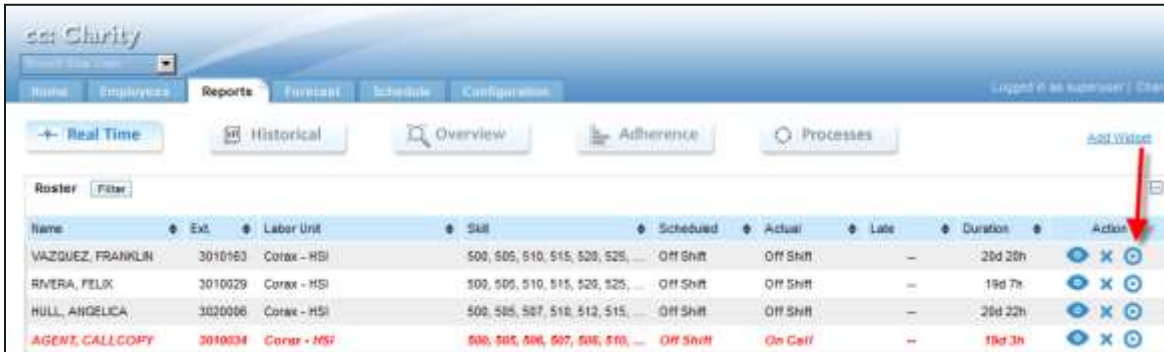 cc: Clarity
Home Employees Reports Forecast Schedule Configuration Logged in as superuser |
Real Time Historical Overview Adherence Processes Add Widget
Roster Filter
Name Ext. Labor Unit Skill Scheduled Actual Late Duration Action
VAZQUEZ, FRANKLIN 3010163 Corax - HSI 500, 505, 510, 515, 520, 525, ... Off Shift Off Shift -- 20d 20h
RIVERA, FELIX 3010029 Corax - HSI 500, 505, 510, 515, 520, 525, ... Off Shift Off Shift -- 19d 7h
HULL, ANGELICA 3020006 Corax - HSI 500, 505, 507, 510, 512, 515, ... Off Shift Off Shift -- 20d 22h
AGENT, CALLCOPY 3010034 Corax - HSI 500, 505, 506, 507, 508, 510, ... Off Shift On Call -- 19d 3h